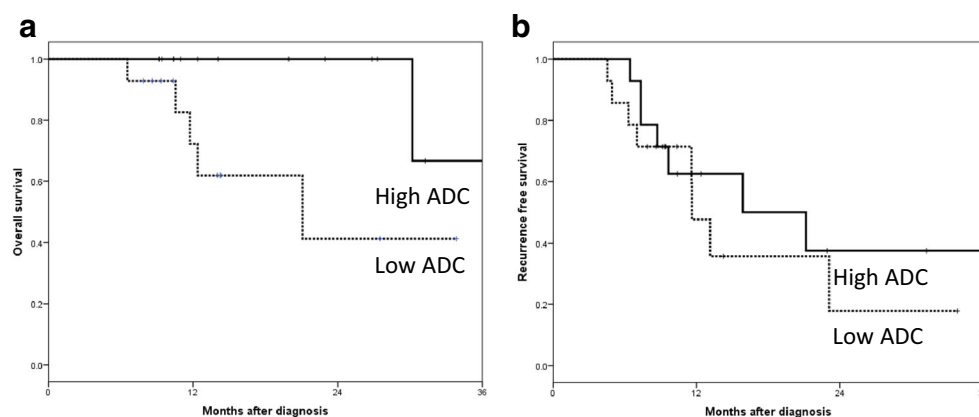 a
1.0
0.8
0.6
0.4
0.2
0.0
Overall survival
High ADC
Low ADC
0 12 24 36
Months after diagnosis
b
1.0
0.8
0.6
0.4
0.2
0.0
Recurrence free survival
High ADC
Low ADC
0 12 24
Months after diagnosis